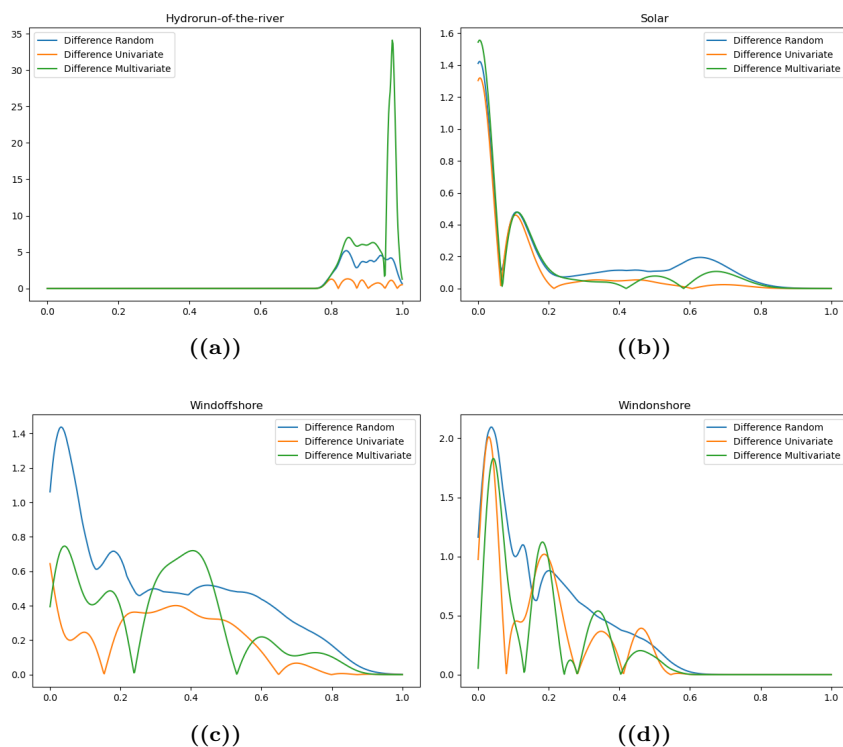 Hydrorun-of-the-river
Difference Random
Difference Univariate
Difference Multivariate
35
30
25
20
15
10
5
0
0.0 0.2 0.4 0.6 0.8 1.0
((a))
Solar
Difference Random
Difference Univariate
Difference Multivariate
1.6
1.4
1.2
1.0
0.8
0.6
0.4
0.2
0.0
0.0 0.2 0.4 0.6 0.8 1.0
((b))
Windoffshore
Difference Random
Difference Univariate
Difference Multivariate
1.4
1.2
1.0
0.8
0.6
0.4
0.2
0.0
0.0 0.2 0.4 0.6 0.8 1.0
((c))
Windonshore
Difference Random
Difference Univariate
Difference Multivariate
2.0
1.5
1.0
0.5
0.0
0.0 0.2 0.4 0.6 0.8 1.0
((d))